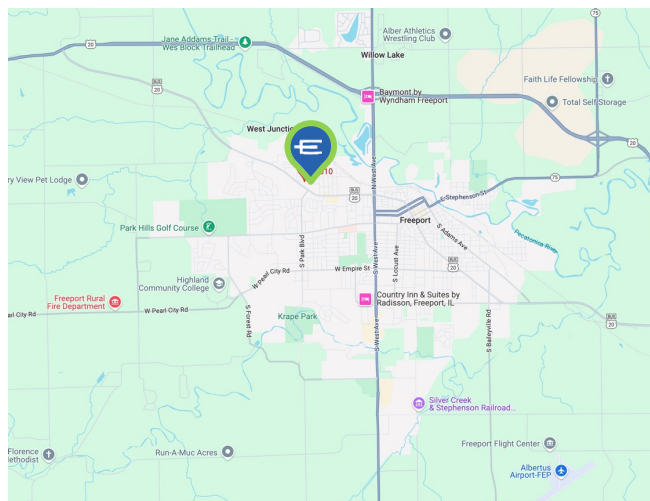 75
Jane Addams Trail -
Wes Block Trailhead
Alber Athletics
Wrestling Club
20
Willow Lake
Faith Life Fellowship
20
Baymont by
Wyndham Freeport
Total Self Storage
BUS
20
West Junction
20
10
ry View Pet Lodge
N West Ave
75
E Stephenson St
BUS
20
Park Hills Golf Course
Freeport
S Park Blvd
S Adams Ave
Pecatonica River
W Empire St
S West Ave
S Locust Ave
W Pearl City Rd
Highland
Community College
Freeport Rural
Fire Department
Country Inn & Suites by
Radisson, Freeport, IL
earl City Rd
W Pearl City Rd
S Forest Rd
Krape Park
BUS
20
S West Ave
S Baileyville Rd
Silver Creek
& Stephenson Railroad...
Freeport Flight Center
Florence
ethodist
Run-A-Muc Acres
Albertus
Airport-FEP